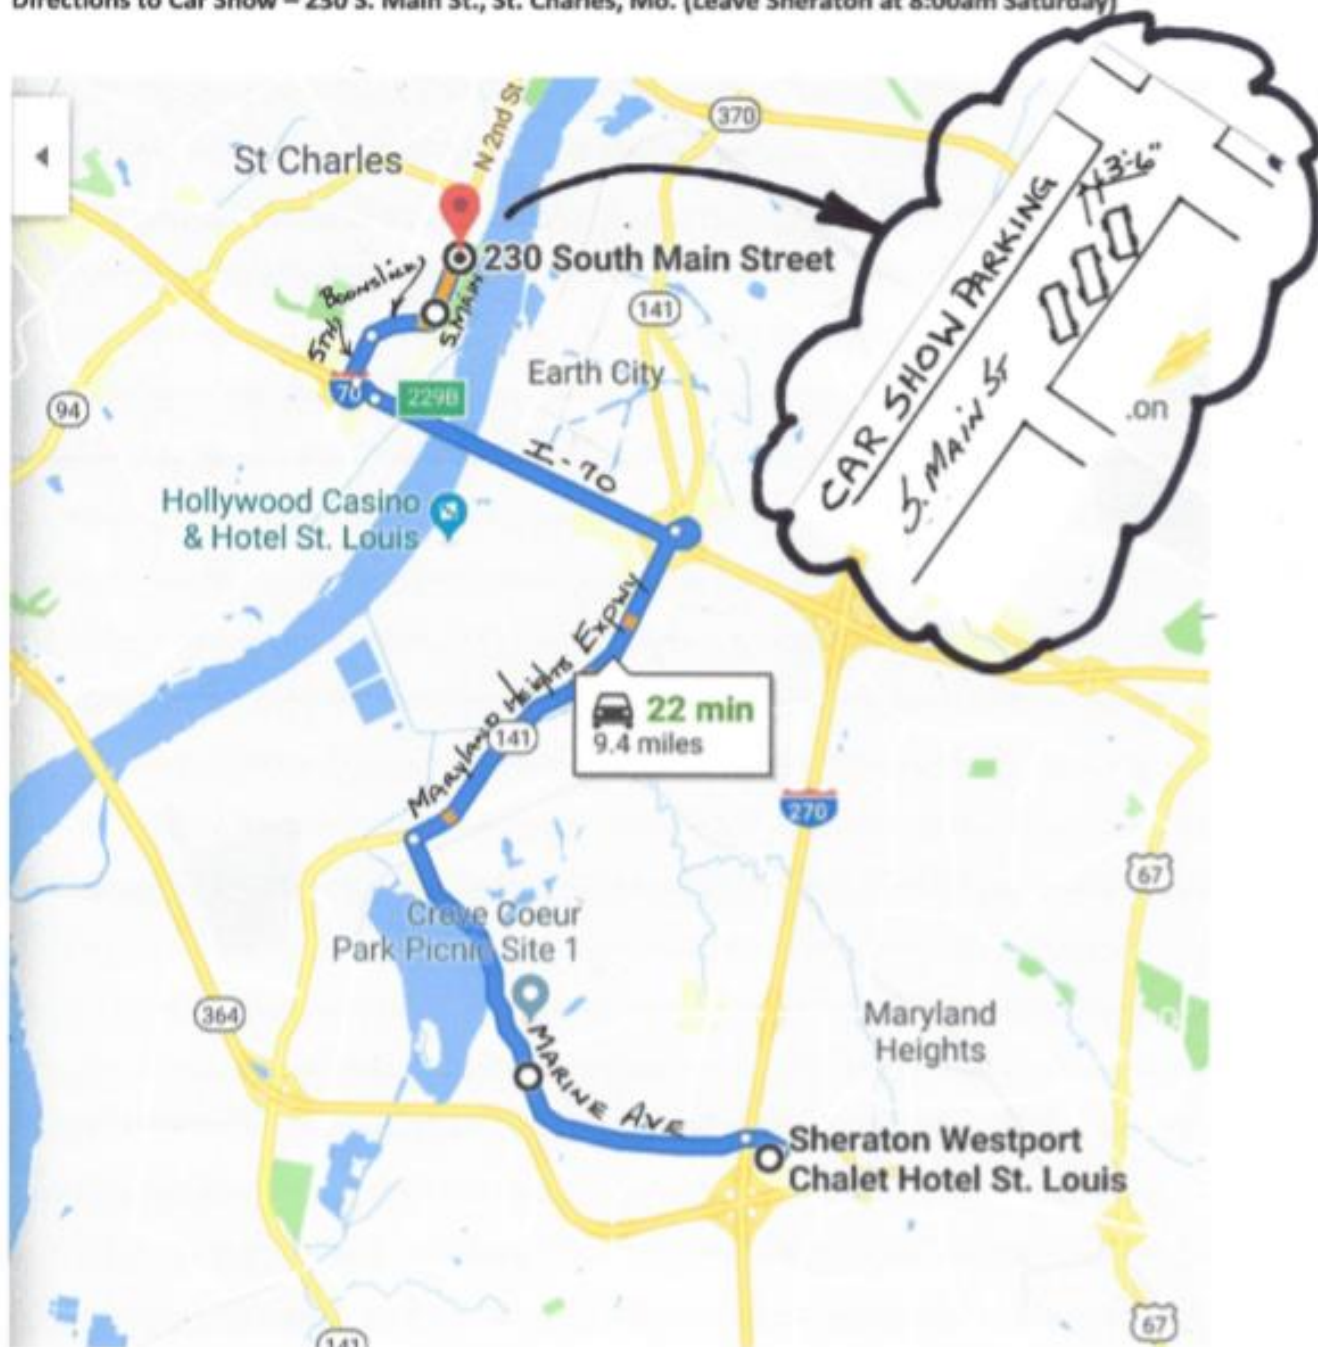 Directions to Car Show – 230 S. Main St., St. Charles, Mo. (Leave Sheraton at 8:00am Saturday)
N 2nd St
370
St Charles
CAR SHOW PARKING
3'-6"
S. MAIN St
230 South Main Street
Boonslick
S. MAIN
5th
141
Earth City
70
229B
94
.on
I-70
Hollywood Casino
& Hotel St. Louis
Maryland Heights Expwy
22 min
9.4 miles
141
270
67
Creve Coeur
Park Picnic Site 1
364
Maryland
Heights
MARINE AVE
Sheraton Westport
Chalet Hotel St. Louis
67
141